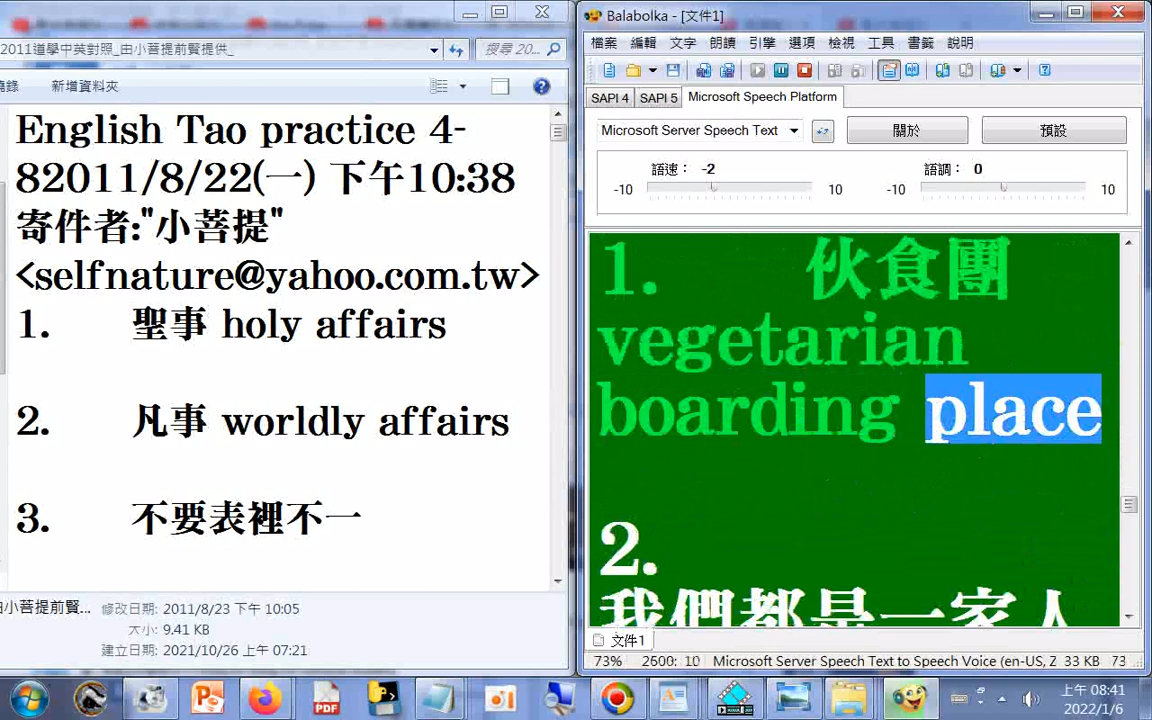 2011道學中英對照_由小菩提前賢提供_
搜尋 20...
新增資料夾
English Tao practice 4-
82011/8/22(一) 下午10:38
寄件者:"小菩提"
<selfnature@yahoo.com.tw>
1. 聖事 holy affairs
2. 凡事 worldly affairs
3. 不要表裡不一
由小菩提前賢... 修改日期: 2011/8/23 下午 10:05
大小: 9.41 KB
建立日期: 2021/10/26 上午 07:21
Balabolka - [文件1]
檔案 編輯 文字 朗讀 引擎 選項 檢視 工具 書籤 說明
SAPI 4 SAPI 5 Microsoft Speech Platform
Microsoft Server Speech Text 關於 預設
語速: -2 語調: 0
-10 10 -10 10
1. 伙食團
vegetarian
boarding place
2.
我們都是一家人
文件1
73% 2600: 10 Microsoft Server Speech Text to Speech Voice (en-US, Z 33 KB 73
上午 08:41
2022/1/6